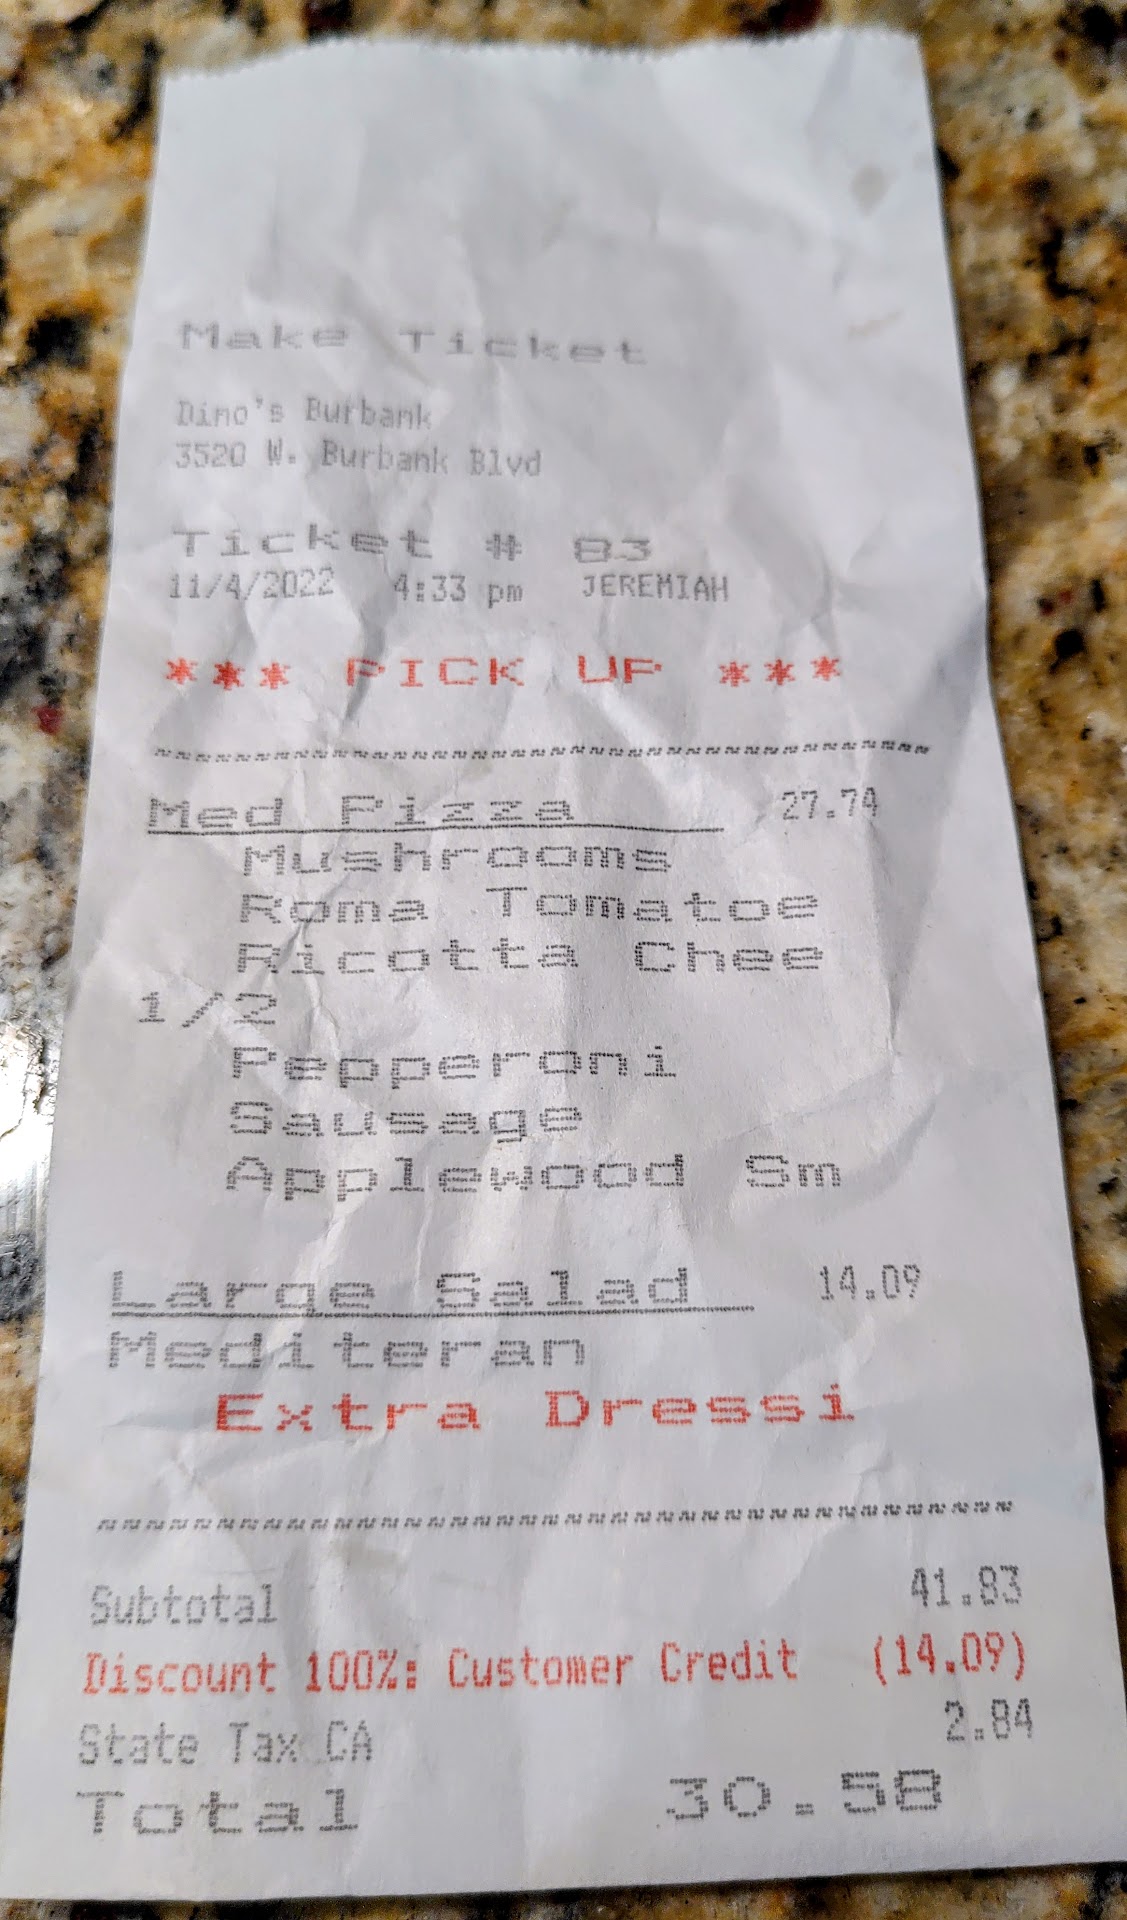 Make Ticket
Dino's Burbank
3520 W. Burbank Blvd
Ticket # 83
11/4/2022 4:33 pm JEREMIAH
*** PICK UP ***
~~~~~~~~~~~~~~~~~~~~~~~~~~~~~~~~~
Med Pizza 27.74
Mushrooms
Roma Tomatoe
Ricotta Chee
1/2
Pepperoni
Sausage
Applewood Sm
Large Salad 14.09
Mediteran
Extra Dressi
~~~~~~~~~~~~~~~~~~~~~~~~~~~~~~~~~~~~~~~
Subtotal 41.83
Discount 100%: Customer Credit (14.09)
State Tax CA 2.84
Total 30.58